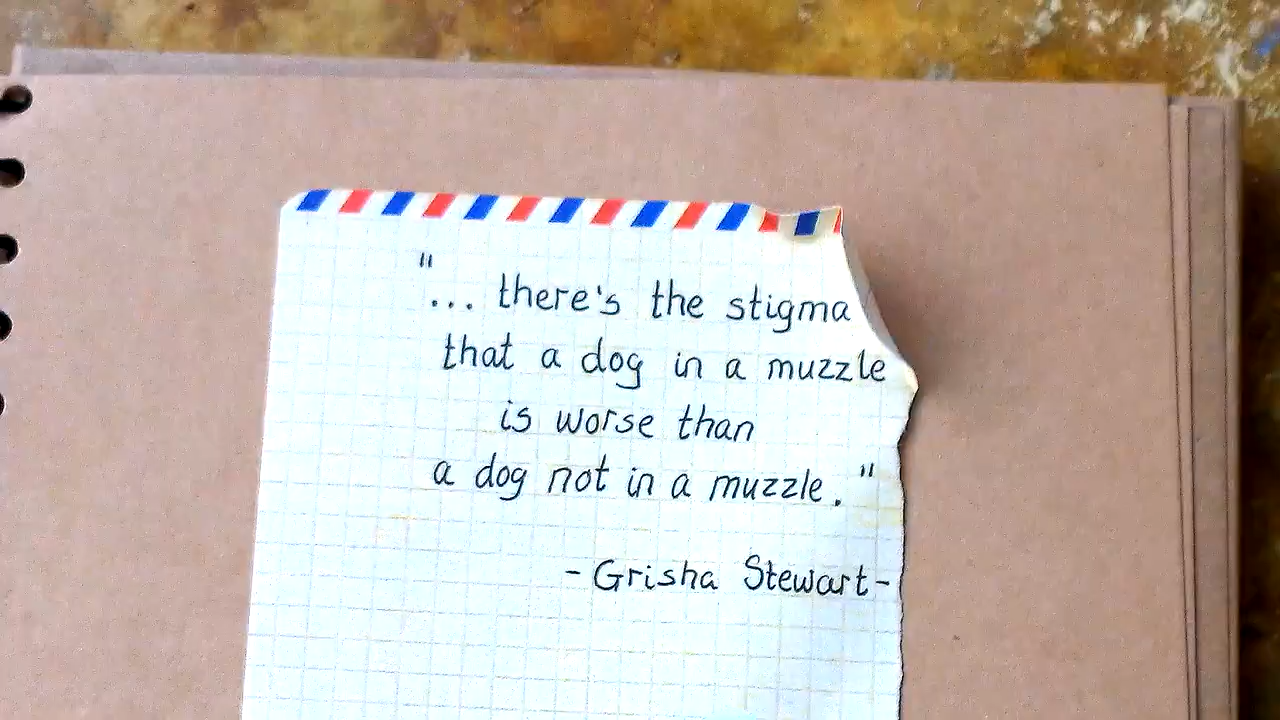 "... there's the stigma
that a dog in a muzzle
is worse than
a dog not in a muzzle."
-Grisha Stewart-